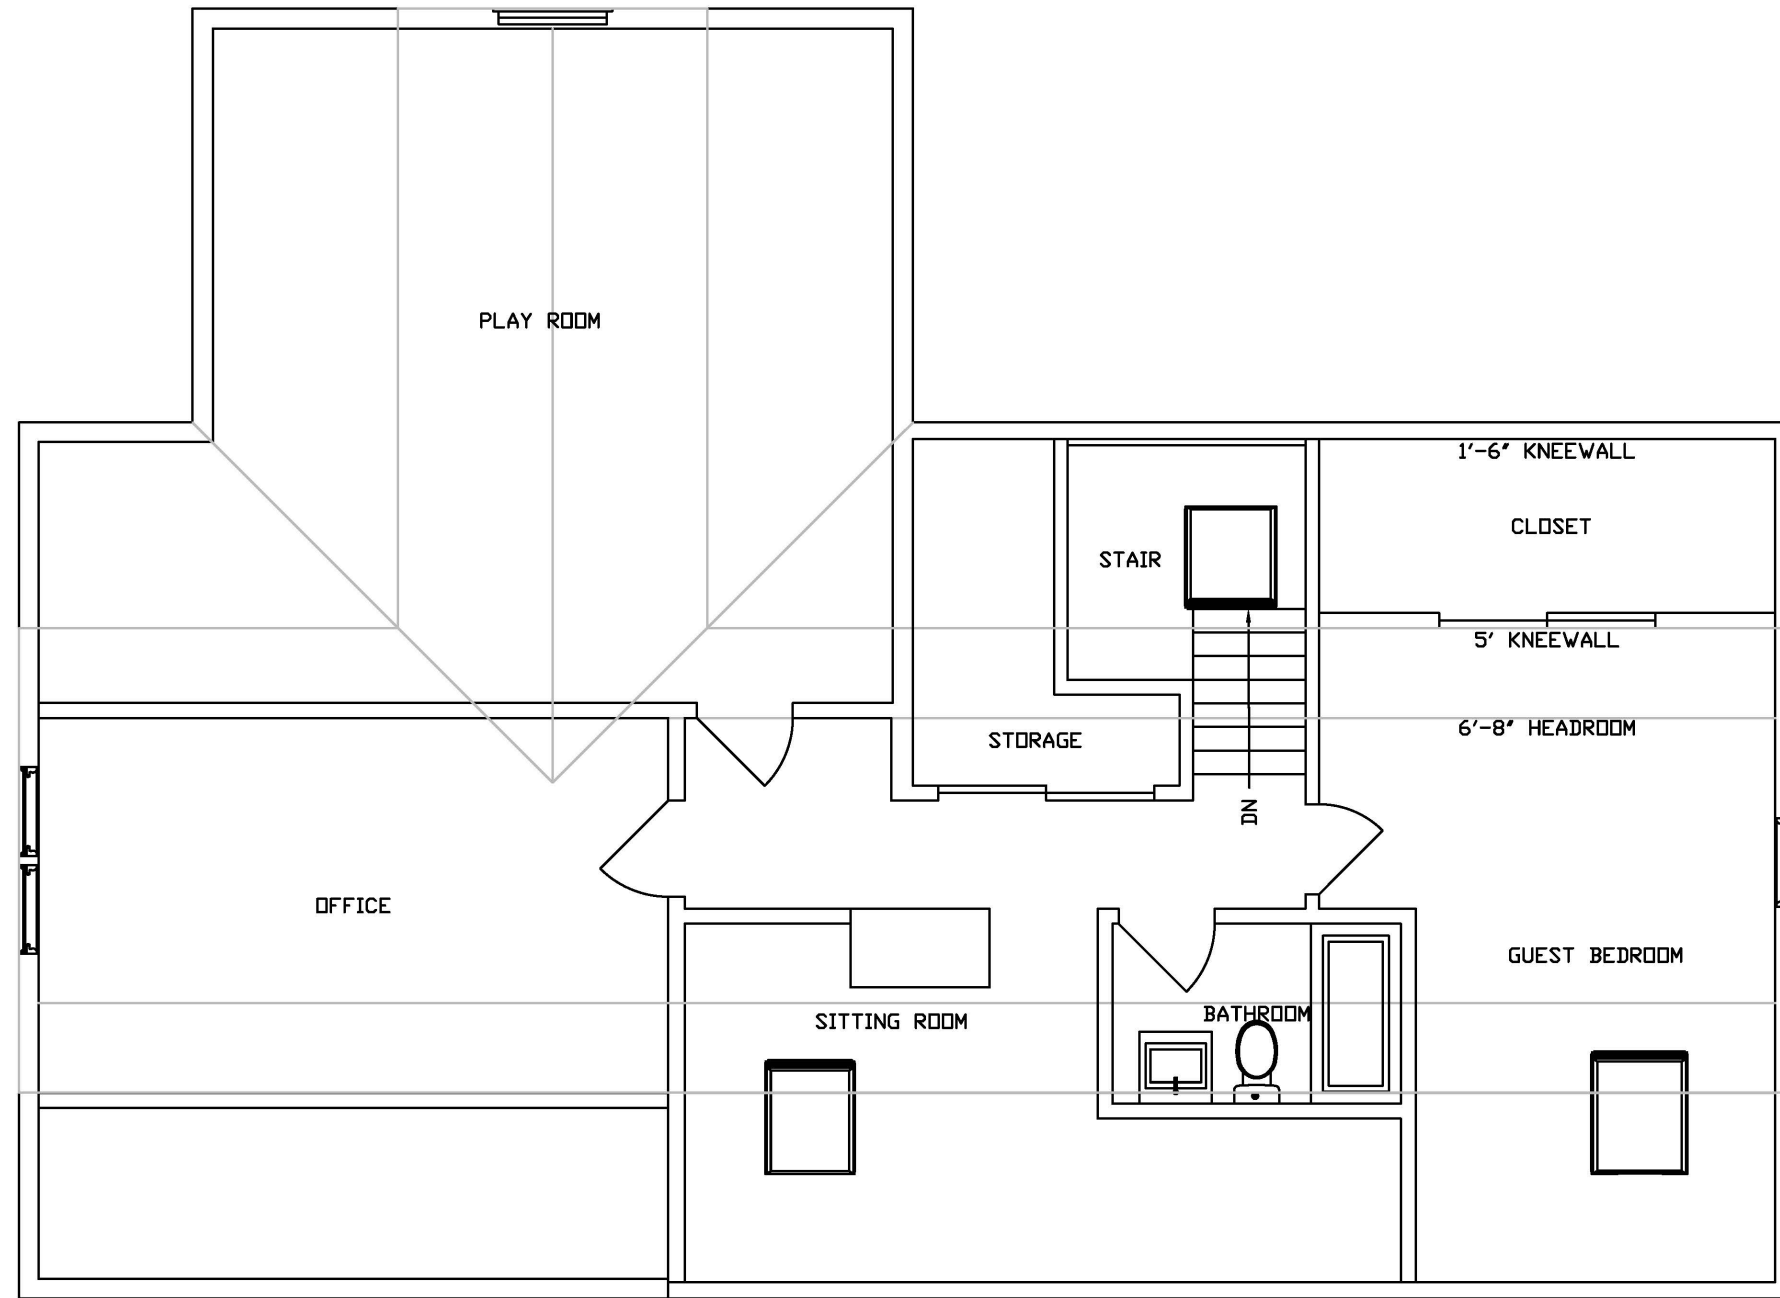 PLAY ROOM
1'-6" KNEEWALL
CLOSET
STAIR
5' KNEEWALL
6'-8" HEADROOM
STORAGE
DN
OFFICE
GUEST BEDROOM
BATHROOM
SITTING ROOM